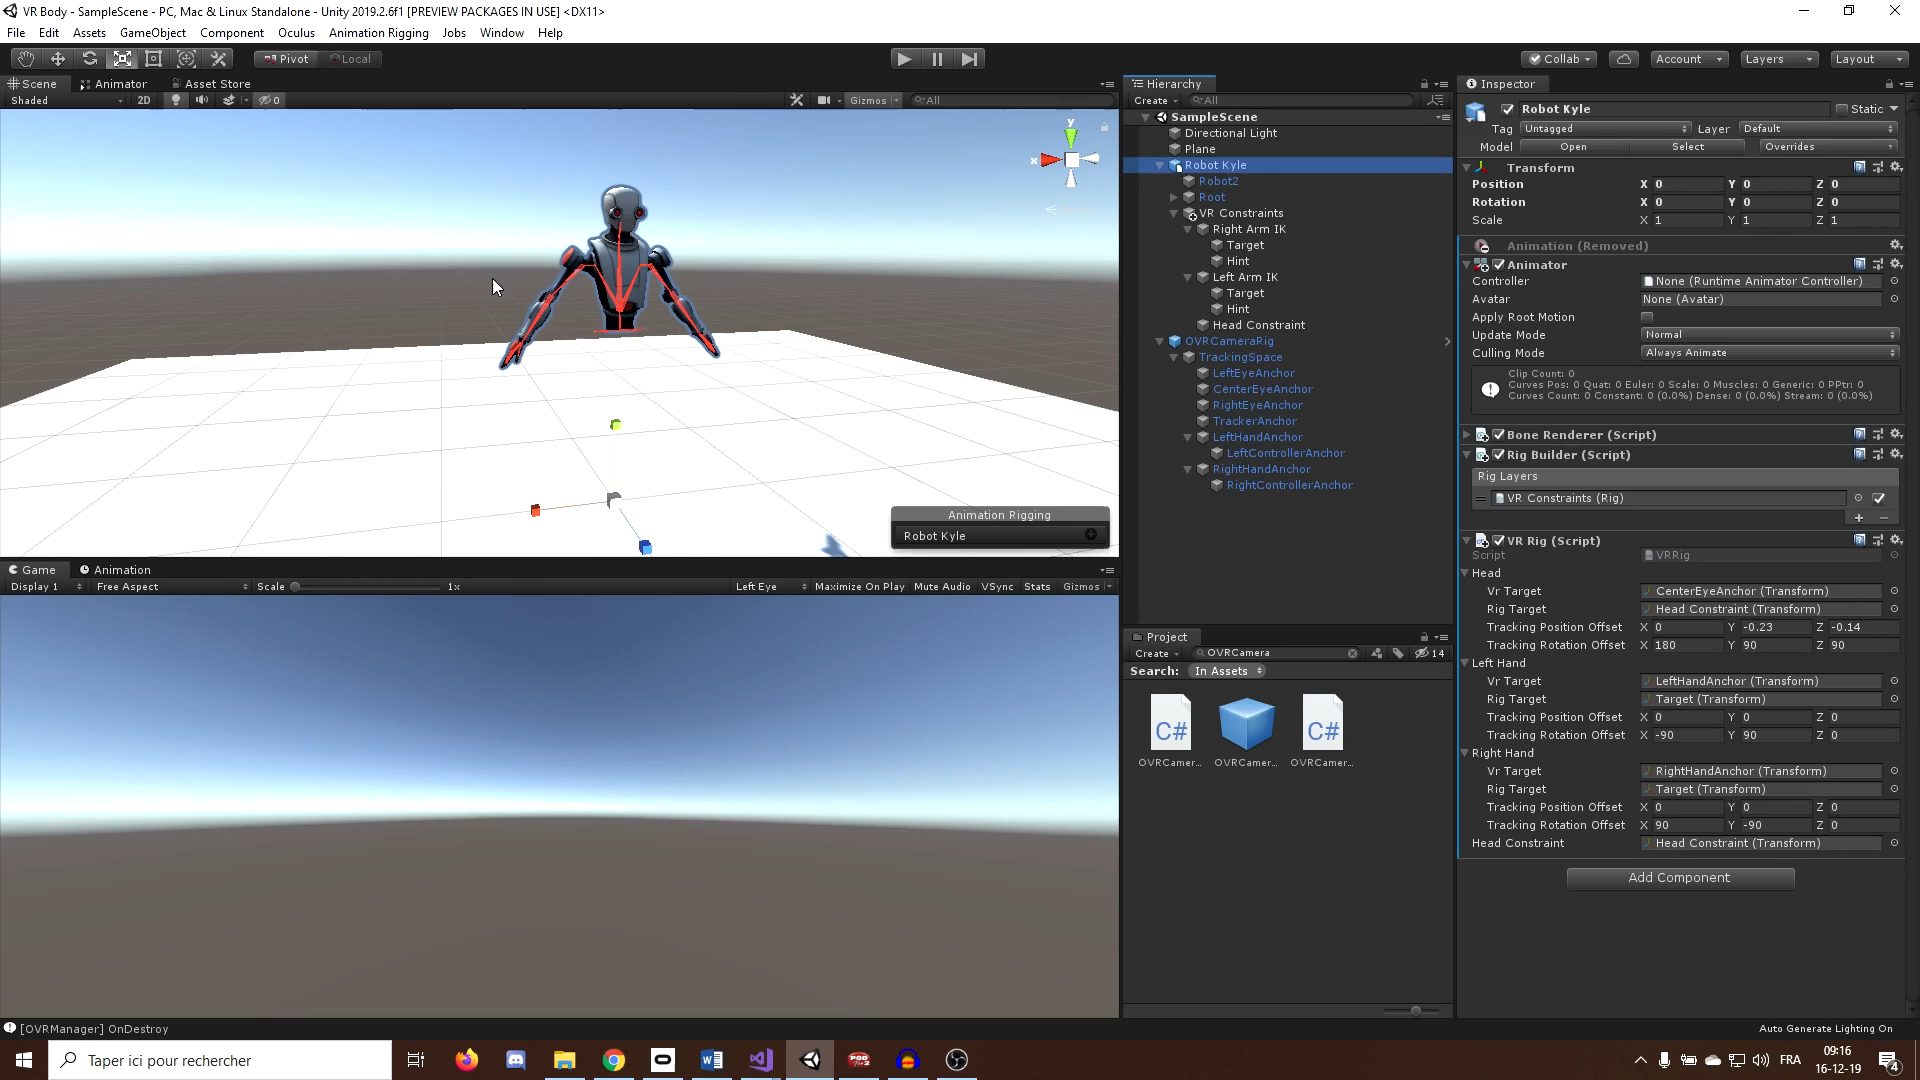 VR Body - SampleScene - PC, Mac & Linux Standalone - Unity 2019.2.6f1 [PREVIEW PACKAGES IN USE] <DX11>
File Edit Assets GameObject Component Oculus Animation Rigging Jobs Window Help
Pivot Local
Collab Account Layers Layout
Scene Animator Asset Store
Shaded 2D 0 Gizmos All
y
x
Animation Rigging
Robot Kyle
Game Animation
Display 1 Free Aspect Scale 1x Left Eye Maximize On Play Mute Audio VSync Stats Gizmos
Hierarchy
Create All
SampleScene
Directional Light
Plane
Robot Kyle
Robot2
Root
VR Constraints
Right Arm IK
Target
Hint
Left Arm IK
Target
Hint
Head Constraint
OVRCameraRig
TrackingSpace
LeftEyeAnchor
CenterEyeAnchor
RightEyeAnchor
TrackerAnchor
LeftHandAnchor
LeftControllerAnchor
RightHandAnchor
RightControllerAnchor
Project
Create OVRCamera 14
Search: In Assets
C# C#
OVRCamer... OVRCamer... OVRCamer...
Inspector
Robot Kyle Static
Tag Untagged Layer Default
Model Open Select Overrides
Transform
Position X 0 Y 0 Z 0
Rotation X 0 Y 0 Z 0
Scale X 1 Y 1 Z 1
Animation (Removed)
Animator
Controller None (Runtime Animator Controller)
Avatar None (Avatar)
Apply Root Motion
Update Mode Normal
Culling Mode Always Animate
Clip Count: 0
Curves Pos: 0 Quat: 0 Euler: 0 Scale: 0 Muscles: 0 Generic: 0 PPtr: 0
Curves Count: 0 Constant: 0 (0.0%) Dense: 0 (0.0%) Stream: 0 (0.0%)
Bone Renderer (Script)
Rig Builder (Script)
Rig Layers
VR Constraints (Rig)
VR Rig (Script)
Script VRRig
Head
Vr Target CenterEyeAnchor (Transform)
Rig Target Head Constraint (Transform)
Tracking Position Offset X 0 Y -0.23 Z -0.14
Tracking Rotation Offset X 180 Y 90 Z 90
Left Hand
Vr Target LeftHandAnchor (Transform)
Rig Target Target (Transform)
Tracking Position Offset X 0 Y 0 Z 0
Tracking Rotation Offset X -90 Y 90 Z 0
Right Hand
Vr Target RightHandAnchor (Transform)
Rig Target Target (Transform)
Tracking Position Offset X 0 Y 0 Z 0
Tracking Rotation Offset X 90 Y -90 Z 0
Head Constraint Head Constraint (Transform)
Add Component
[OVRManager] OnDestroy
Auto Generate Lighting On
Taper ici pour rechercher
FRA
09:16
16-12-19
4